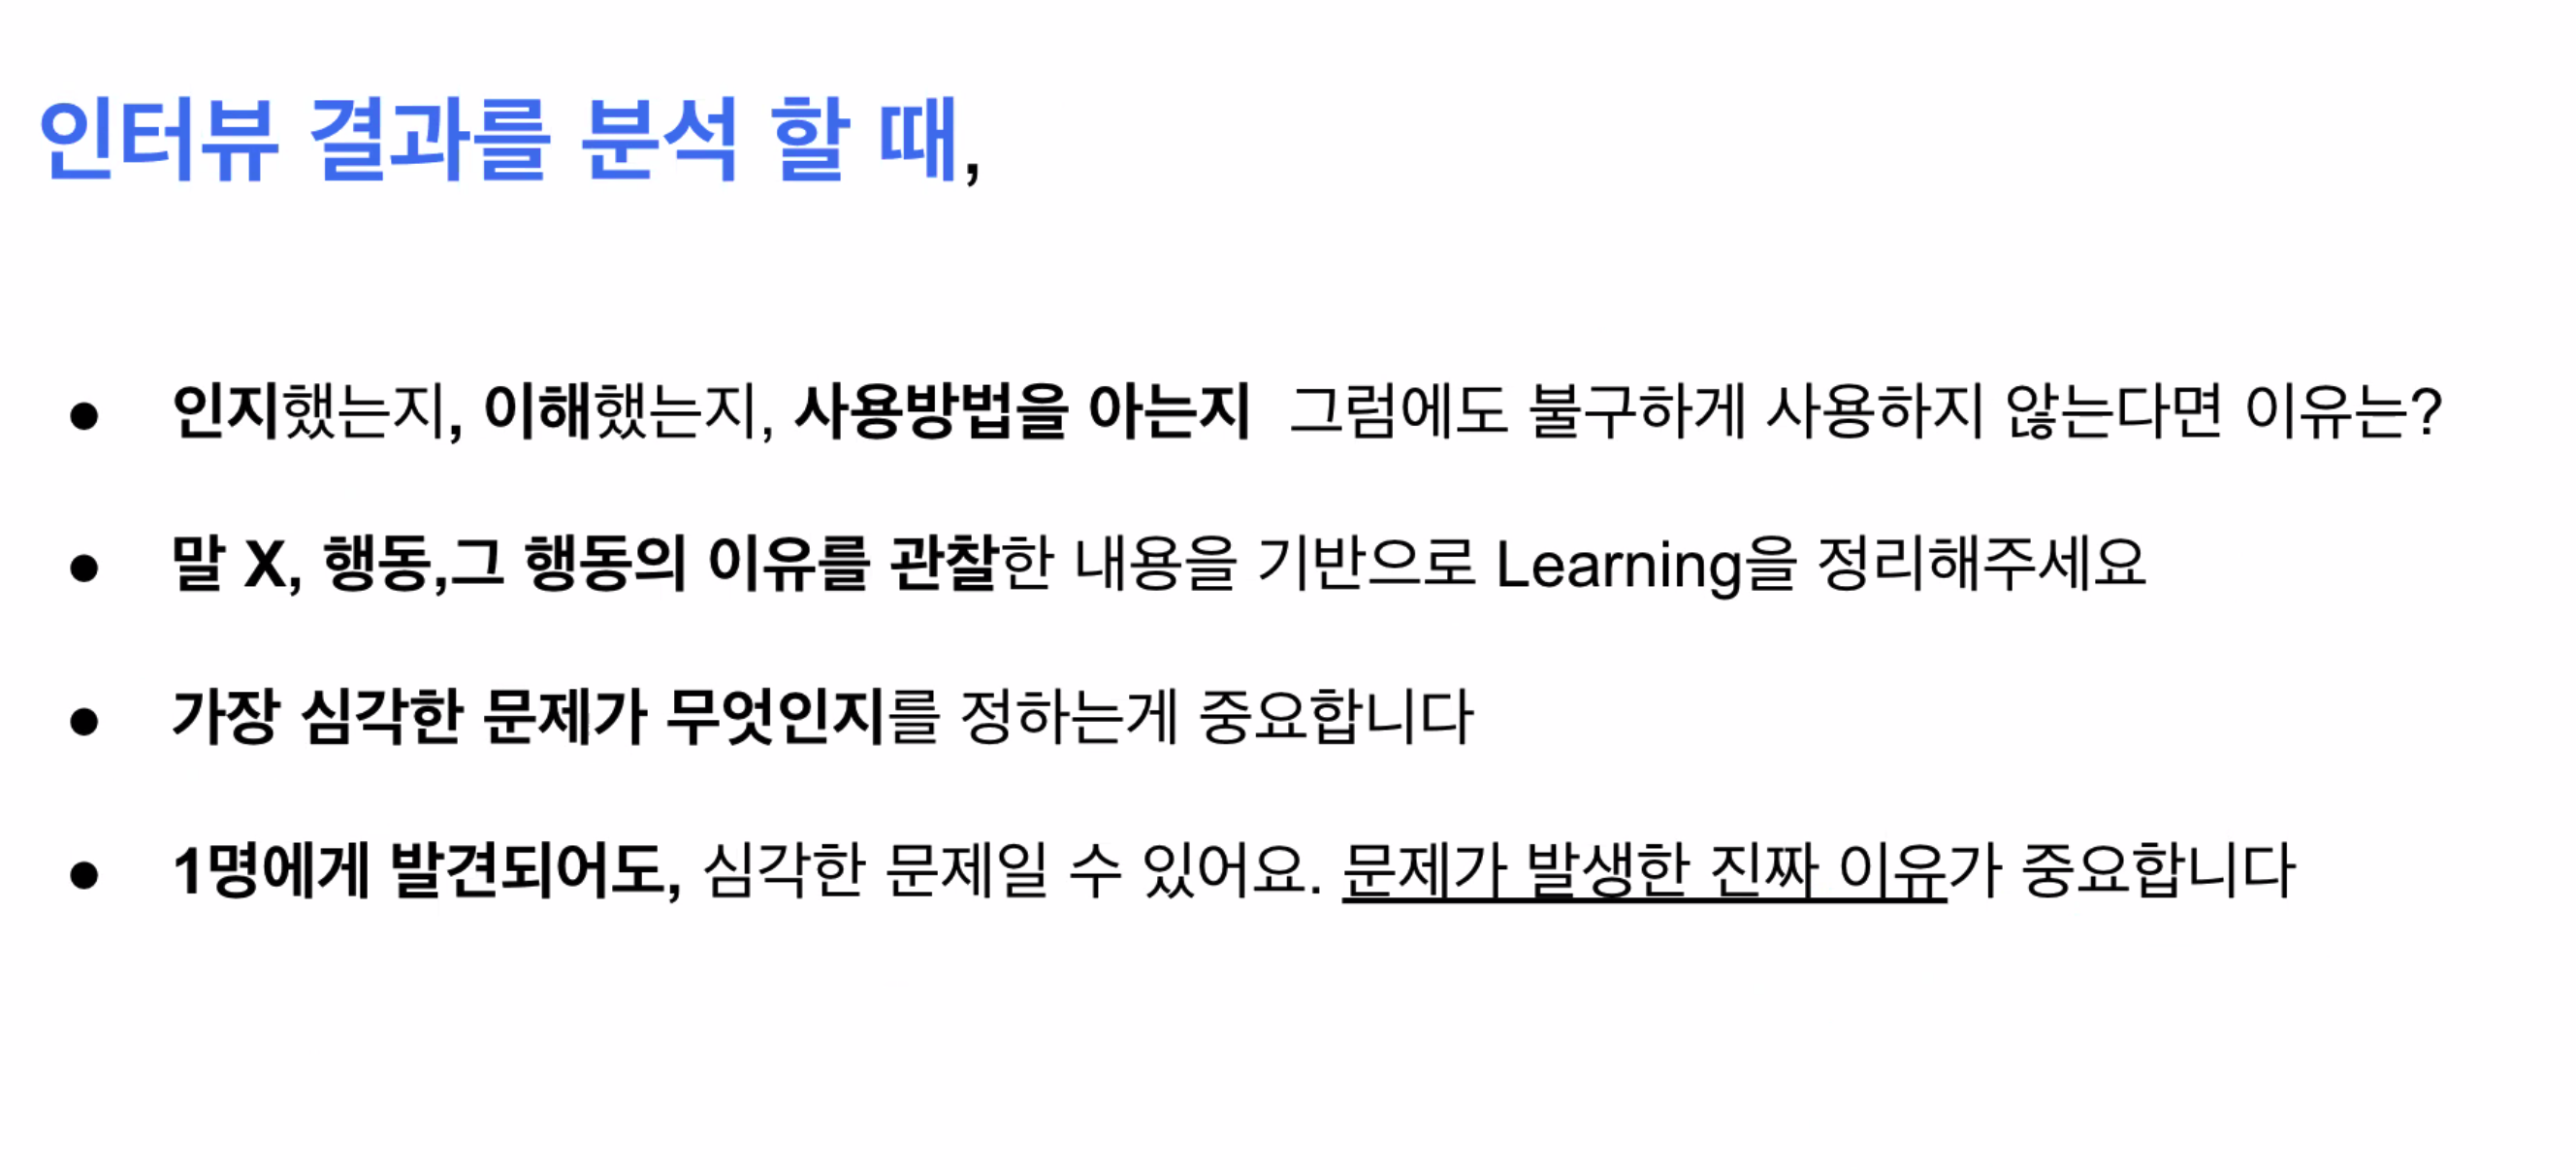 인터뷰 결과를 분석 할 때,
● 인지했는지, 이해했는지, 사용방법을 아는지 그럼에도 불구하게 사용하지 않는다면 이유는?
● 말 X, 행동,그 행동의 이유를 관찰한 내용을 기반으로 Learning을 정리해주세요
● 가장 심각한 문제가 무엇인지를 정하는게 중요합니다
● 1명에게 발견되어도, 심각한 문제일 수 있어요. 문제가 발생한 진짜 이유가 중요합니다